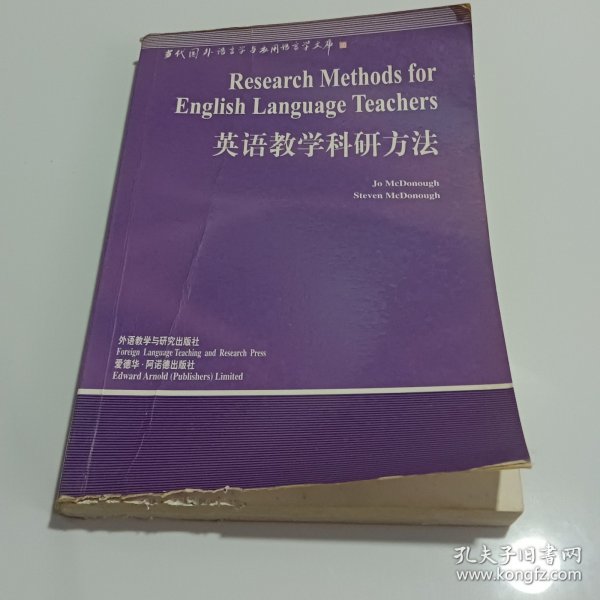 当代国外语言学与应用语言学文库
Research Methods for
English Language Teachers
英语教学科研方法
Jo McDonough
Steven McDonough
外语教学与研究出版社
Foreign Language Teaching and Research Press
爱德华·阿诺德出版社
Edward Arnold (Publishers) Limited
孔夫子旧书网
www.kongfz.com